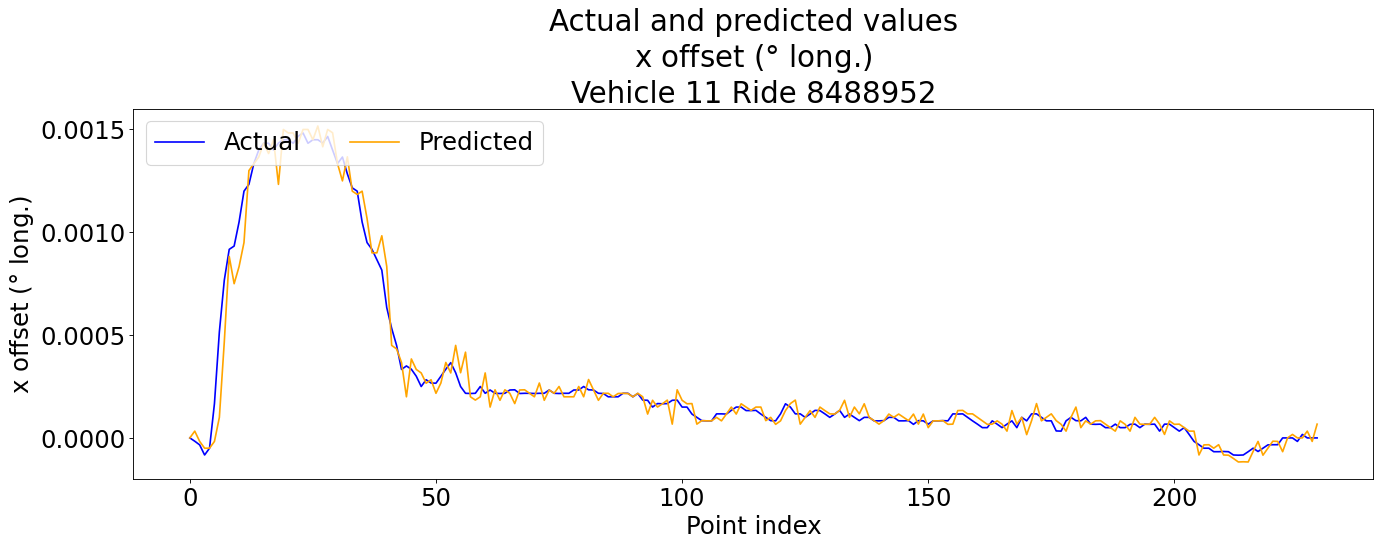 Actual and predicted values
x offset (° long.)
Vehicle 11 Ride 8488952
Actual Predicted
x offset (° long.)
0.0015
0.0010
0.0005
0.0000
0 50 100 150 200
Point index